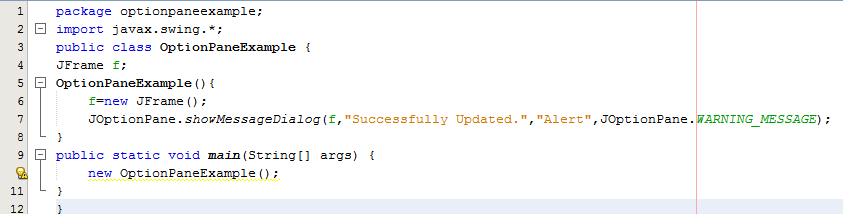 1 package optionpaneexample;
2 import javax.swing.*;
3 public class OptionPaneExample {
4 JFrame f;
5 OptionPaneExample(){
6 f=new JFrame();
7 JOptionPane.showMessageDialog(f,"Successfully Updated.","Alert",JOptionPane.WARNING_MESSAGE);
8 }
9 public static void main(String[] args) {
new OptionPaneExample();
11 }
12 }